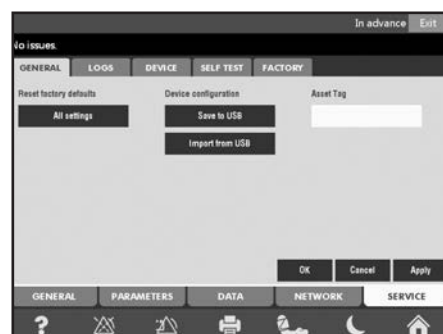 In advance Exit
No issues.
GENERAL LOGS DEVICE SELF TEST FACTORY
Reset factory defaults Device configuration Asset Tag
All settings Save to USB
Import from USB
OK Cancel Apply
GENERAL PARAMETERS DATA NETWORK SERVICE
?